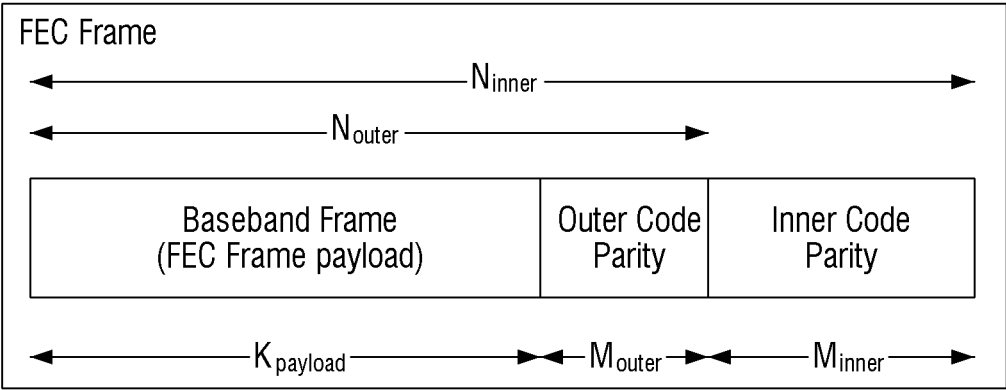 FEC Frame
Ninner
Nouter
Baseband Frame
(FEC Frame payload)
Outer Code
Parity
Inner Code
Parity
Kpayload
Mouter
Minner